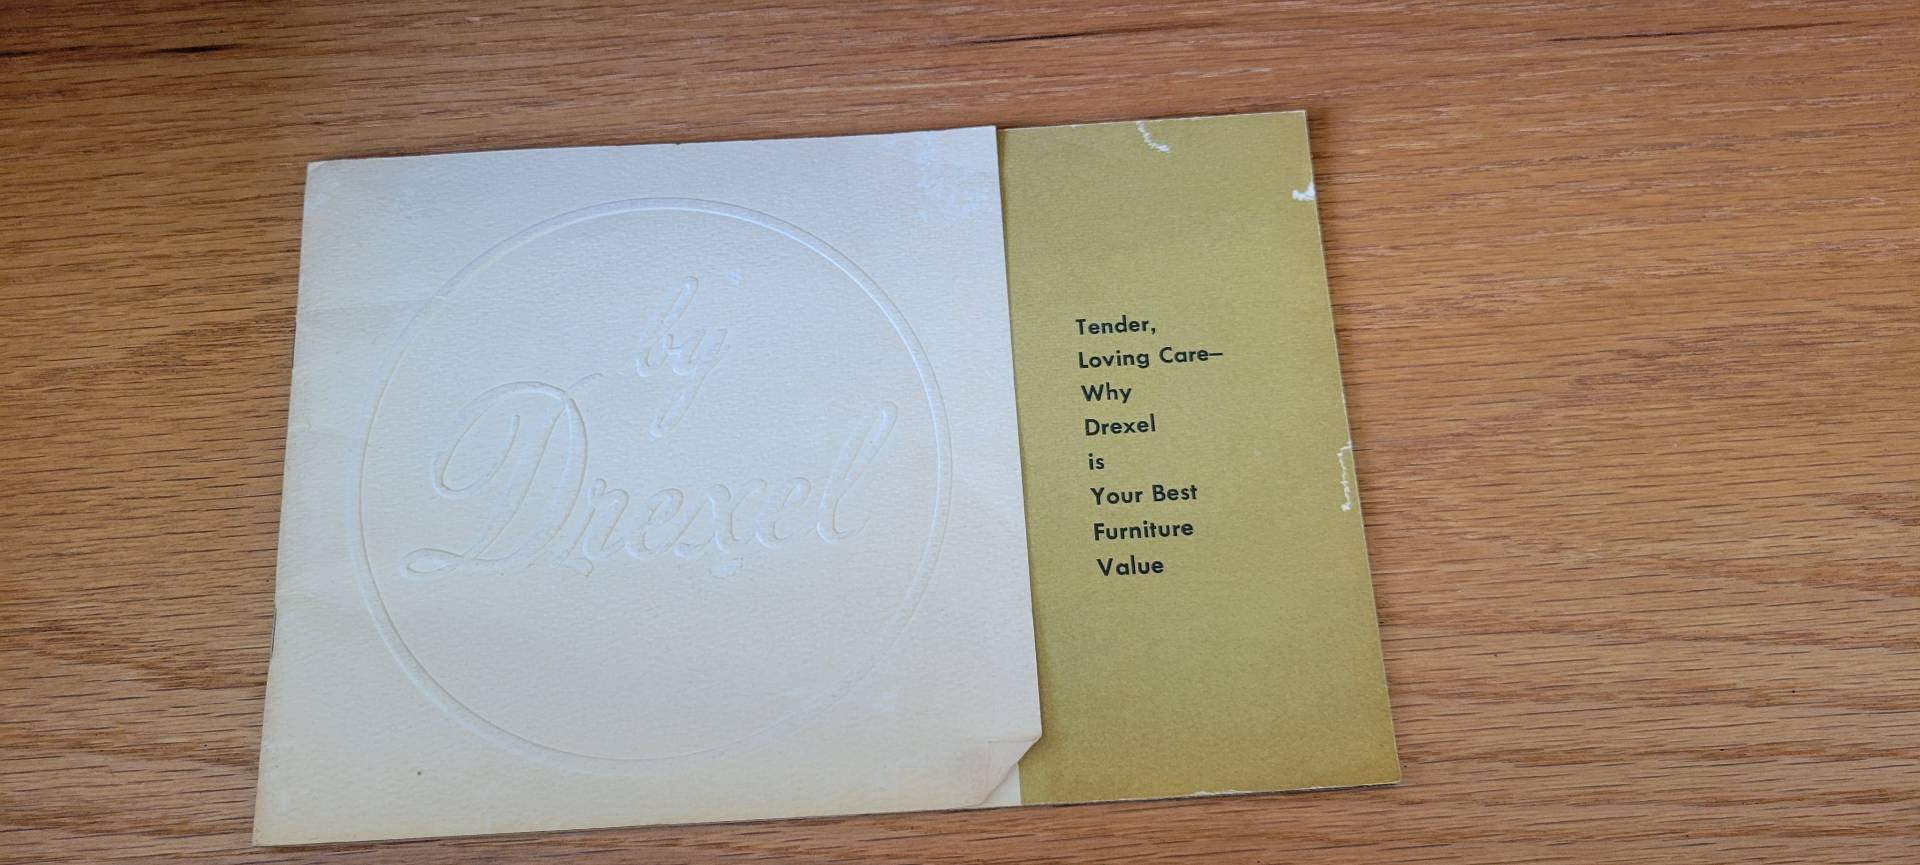 by
Drexel
Tender,
Loving Care—
Why
Drexel
is
Your Best
Furniture
Value